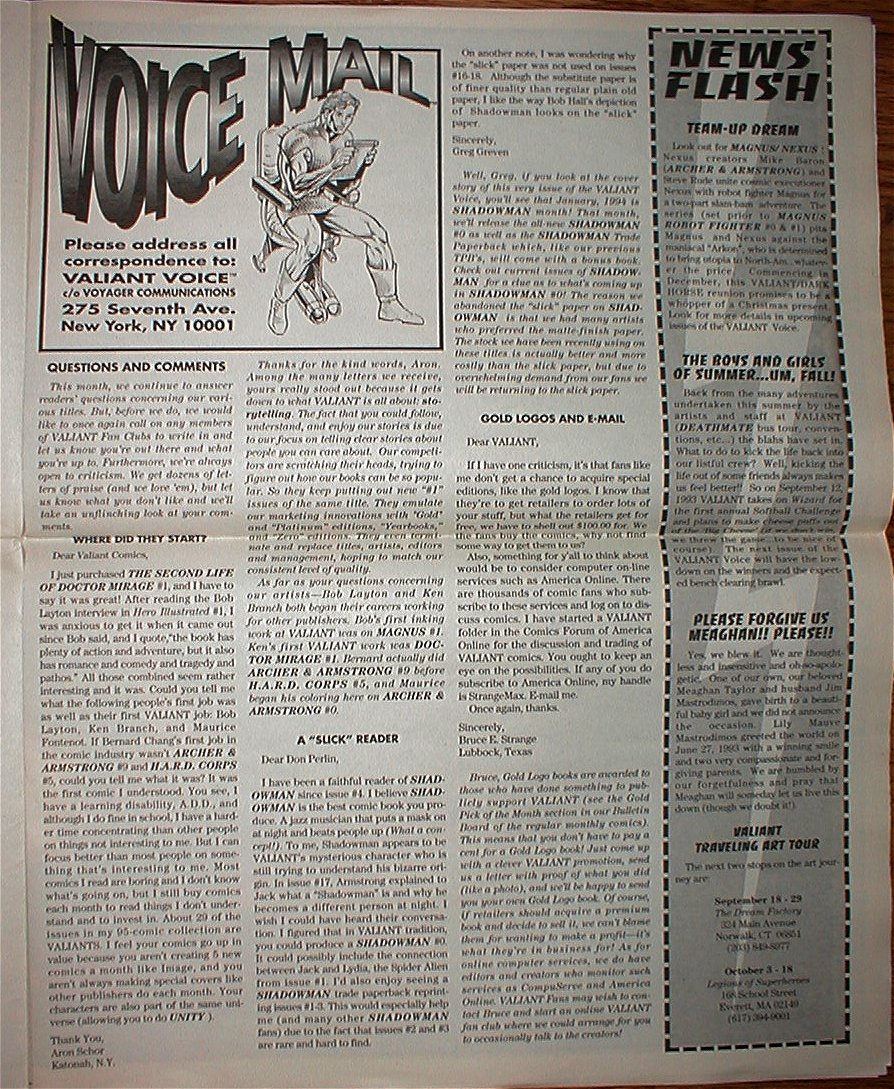 VOICE MAIL™
Please address all
correspondence to:
VALIANT VOICE™
c/o VOYAGER COMMUNICATIONS
275 Seventh Ave.
New York, NY 10001
QUESTIONS AND COMMENTS
This month, we continue to answer
readers' questions concerning our vari-
ous titles. But, before we do, we would
like to once again call on any members
of VALIANT Fan Clubs to write in and
let us know you're out there and what
you're up to. Furthermore, we're always
open to criticism. We get dozens of let-
ters of praise (and we love 'em), but let
us know what you don't like and we'll
take an unflinching look at your com-
ments.
WHERE DID THEY START?
Dear Valiant Comics,
I just purchased THE SECOND LIFE
OF DOCTOR MIRAGE #1, and I have to
say it was great! After reading the Bob
Layton interview in Hero Illustrated #1, I
was anxious to get it when it came out
since Bob said, and I quote,"the book has
plenty of action and adventure, but it also
has romance and comedy and tragedy and
pathos." All those combined seem rather
interesting and it was. Could you tell me
what the following people's first job was
as well as their first VALIANT job: Bob
Layton, Ken Branch, and Maurice
Fontenot. If Bernard Chang's first job in
the comic industry wasn't ARCHER &
ARMSTRONG #9 and H.A.R.D. CORPS
#5, could you tell me what it was? It was
the first comic I understood. You see, I
have a learning disability, A.D.D., and
although I do fine in school, I have a hard-
er time concentrating than other people
on things not interesting to me. But I can
focus better than most people on some-
thing that's interesting to me. Most
comics I read are boring and I don't know
what's going on, but I still buy comics
each month to read things I don't under-
stand and to invest in. About 29 of the
issues in my 95-comic collection are
VALIANTS. I feel your comics go up in
value because you aren't creating 5 new
comics a month like Image, and you
aren't always making special covers like
other publishers do each month. Your
characters are also part of the same uni-
verse (allowing you to do UNITY ).
Thank You,
Aron Schor
Katonah, N.Y.
Thanks for the kind words, Aron.
Among the many letters we receive,
yours really stood out because it gets
down to what VALIANT is all about: sto-
rytelling. The fact that you could follow,
understand, and enjoy our stories is due
to our focus on telling clear stories about
people you can care about. Our competi-
tors are scratching their heads, trying to
figure out how our books can be so popu-
lar. So they keep putting out new "#1"
issues of the same title. They emulate
our marketing innovations with "Gold"
and "Platinum" editions, "Yearbooks,"
and "Zero" editions. They even termi-
nate and replace titles, artists, editors
and management, hoping to match our
consistent level of quality.
As far as your questions concerning
our artists—Bob Layton and Ken
Branch both began their careers working
for other publishers. Bob's first inking
work at VALIANT was on MAGNUS #1.
Ken's first VALIANT work was DOC-
TOR MIRAGE #1. Bernard actually did
ARCHER & ARMSTRONG #9 before
H.A.R.D. CORPS #5, and Maurice
began his coloring here on ARCHER &
ARMSTRONG #0.
A "SLICK" READER
Dear Don Perlin,
I have been a faithful reader of SHAD-
OWMAN since issue #4. I believe SHAD-
OWMAN is the best comic book you pro-
duce. A jazz musician that puts a mask on
at night and beats people up (What a con-
cept!). To me, Shadowman appears to be
VALIANT's mysterious character who is
still trying to understand his bizarre ori-
gin. In issue #17, Armstrong explained to
Jack what a "Shadowman" is and why he
becomes a different person at night. I
wish I could have heard their conversa-
tion. I figured that in VALIANT tradition,
you could produce a SHADOWMAN #0.
It could possibly include the connection
between Jack and Lydia, the Spider Alien
from issue #1. I'd also enjoy seeing a
SHADOWMAN trade paperback reprint-
ing issues #1-3. This would especially help
me (and many other SHADOWMAN
fans) due to the fact that issues #2 and #3
are rare and hard to find.
On another note, I was wondering why
the "slick" paper was not used on issues
#16-18. Although the substitute paper is
of finer quality than regular plain old
paper, I like the way Bob Hall's depiction
of Shadowman looks on the "slick"
paper.
Sincerely,
Greg Greven
Well, Greg, if you look at the cover
story of this very issue of the VALIANT
Voice, you'll see that January, 1994 is
SHADOWMAN month! That month,
we'll release the all-new SHADOWMAN
#0 as well as the SHADOWMAN Trade
Paperback which, like our previous
TPB's, will come with a bonus book.
Check out current issues of SHADOW-
MAN for a clue as to what's coming up
in SHADOWMAN #0! The reason we
abandoned the "slick" paper on SHAD-
OWMAN is that we had many artists
who preferred the matte-finish paper.
The stock we have been recently using on
these titles is actually better and more
costly than the slick paper, but due to
overwhelming demand from our fans we
will be returning to the slick paper.
GOLD LOGOS AND E-MAIL
Dear VALIANT,
If I have one criticism, it's that fans like
me don't get a chance to acquire special
editions, like the gold logos. I know that
they're to get retailers to order lots of
your stuff, but what the retailers get for
free, we have to shell out $100.00 for. We
the fans buy the comics, why not find
some way to get them to us?
Also, something for y'all to think about
would be to consider computer on-line
services such as America Online. There
are thousands of comic fans who sub-
scribe to these services and log on to dis-
cuss comics. I have started a VALIANT
folder in the Comics Forum of America
Online for the discussion and trading of
VALIANT comics. You ought to keep an
eye on the possibilities. If any of you do
subscribe to American Online, my handle
is StrangeMax. E-mail me.
Once again, thanks.
Sincerely,
Bruce E. Strange
Lubbock, Texas
Bruce, Gold Logo books are awarded to
those who have done something to pub-
licly support VALIANT (see the Gold
Pick of the Month section in our Bulletin
Board of the regular monthly comics).
This means that you don't have to pay a
cent for a Gold Logo book! Just come up
with a clever VALIANT promotion, send
us a letter with proof of what you did
(like a photo), and we'll be happy to send
you your own Gold Logo book. Of course,
if retailers should acquire a premium
book and decide to sell it, we can't blame
them for wanting to make a profit—it's
what they're in business for! As for
online computer services, we do have
editors and creators who monitor such
services as CompuServe and America
Online. VALIANT Fans may wish to con-
tact Bruce and start an online VALIANT
fan club where we could arrange for you
to occasionally talk to the creators!
NEWS
FLASH
TEAM-UP DREAM
Look out for MAGNUS/ NEXUS !
Nexus creators Mike Baron
(ARCHER & ARMSTRONG) and
Steve Rude unite cosmic executioner
Nexus with robot fighter Magnus for
a two-part slam-bam adventure. The
series (set prior to MAGNUS
ROBOT FIGHTER #0 & #1) pits
Magnus and Nexus against the
maniacal "Arkon", who is determined
to bring utopia to North-Am...whatev-
er the price. Commencing in
December, this VALIANT/DARK
HORSE reunion promises to be a
whopper of a Christmas present.
Look for more details in upcoming
issues of the VALIANT Voice.
THE BOYS AND GIRLS
OF SUMMER...UM, FALL!
Back from the many adventures
undertaken this summer by the
artists and staff at VALIANT
(DEATHMATE bus tour, conven-
tions, etc...) the blahs have set in.
What to do to kick the life back into
our listful crew? Well, kicking the
life out of some friends always makes
us feel better!! So on September 12,
1993 VALIANT takes on Wizard for
the first annual Softball Challenge
and plans to make cheese puffs out
of the "Big Cheese" (if we don't win,
we threw the game...to be nice of
course). The next issue of the
VALIANT Voice will have the low-
down on the winners and the expect-
ed bench clearing brawl.
PLEASE FORGIVE US
MEAGHAN!! PLEASE!!
Yes, we blew it. We are thought-
less and insensitive and oh-so-apolo-
getic. One of our own, our beloved
Meaghan Taylor and husband Jim
Mastrodimos, gave birth to a beauti-
ful baby girl and we did not announce
the occasion. Lily Mauve
Mastrodimos greeted the world on
June 27, 1993 with a winning smile
and two very compassionate and for-
giving parents. We are humbled by
our forgetfulness and pray that
Meaghan will someday let us live this
down (though we doubt it!).
VALIANT
TRAVELING ART TOUR
The next two stops on the art jour-
ney are:
September 18 - 29
The Dream Factory
324 Main Avenue
Norwalk, CT 06851
(203) 849-8977
October 3 - 18
Legions of Superheroes
168 School Street
Everett, MA 02149
(617) 394-9001